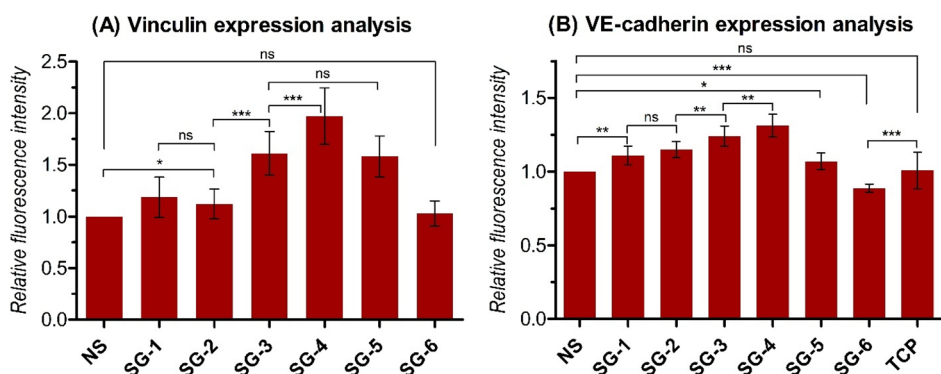 (A) Vinculin expression analysis
Relative fluorescence intensity
2.5
2.0
1.5
1.0
0.5
0.0
ns
ns
***
***
ns
*
NS
SG-1
SG-2
SG-3
SG-4
SG-5
SG-6
(B) VE-cadherin expression analysis
Relative fluorescence intensity
2.0
1.5
1.0
0.5
0.0
ns
***
*
**
**
ns
**
***
NS
SG-1
SG-2
SG-3
SG-4
SG-5
SG-6
TCP